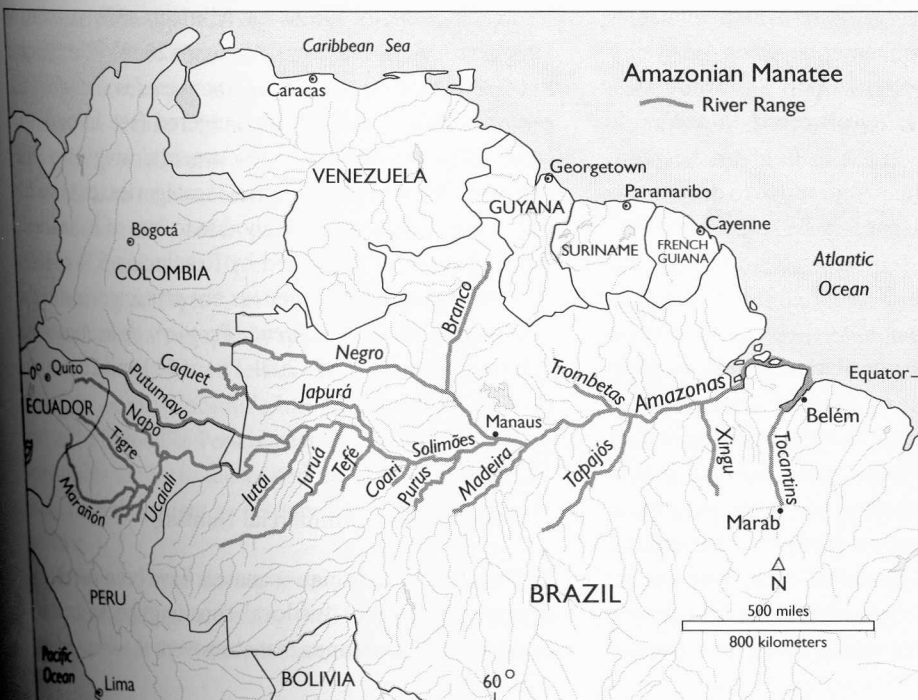 Caribbean Sea
Amazonian Manatee
River Range
Caracas
VENEZUELA
Georgetown
GUYANA
Paramaribo
SURINAME
Cayenne
FRENCH
GUIANA
Bogotá
COLOMBIA
Atlantic
Ocean
Branco
Negro
Caquet
Japurá
Trombetas
Amazonas
Equator
0°
Quito
Putumayo
ECUADOR
Napo
Tigre
Marañón
Ucaiali
Manaus
Belém
Solimões
Jutai
Juruá
Tefé
Coari
Purus
Madeira
Tapajós
Xingu
Tocantins
Marab
N
BRAZIL
PERU
500 miles
800 kilometers
Pacific
Ocean
Lima
BOLIVIA
60°